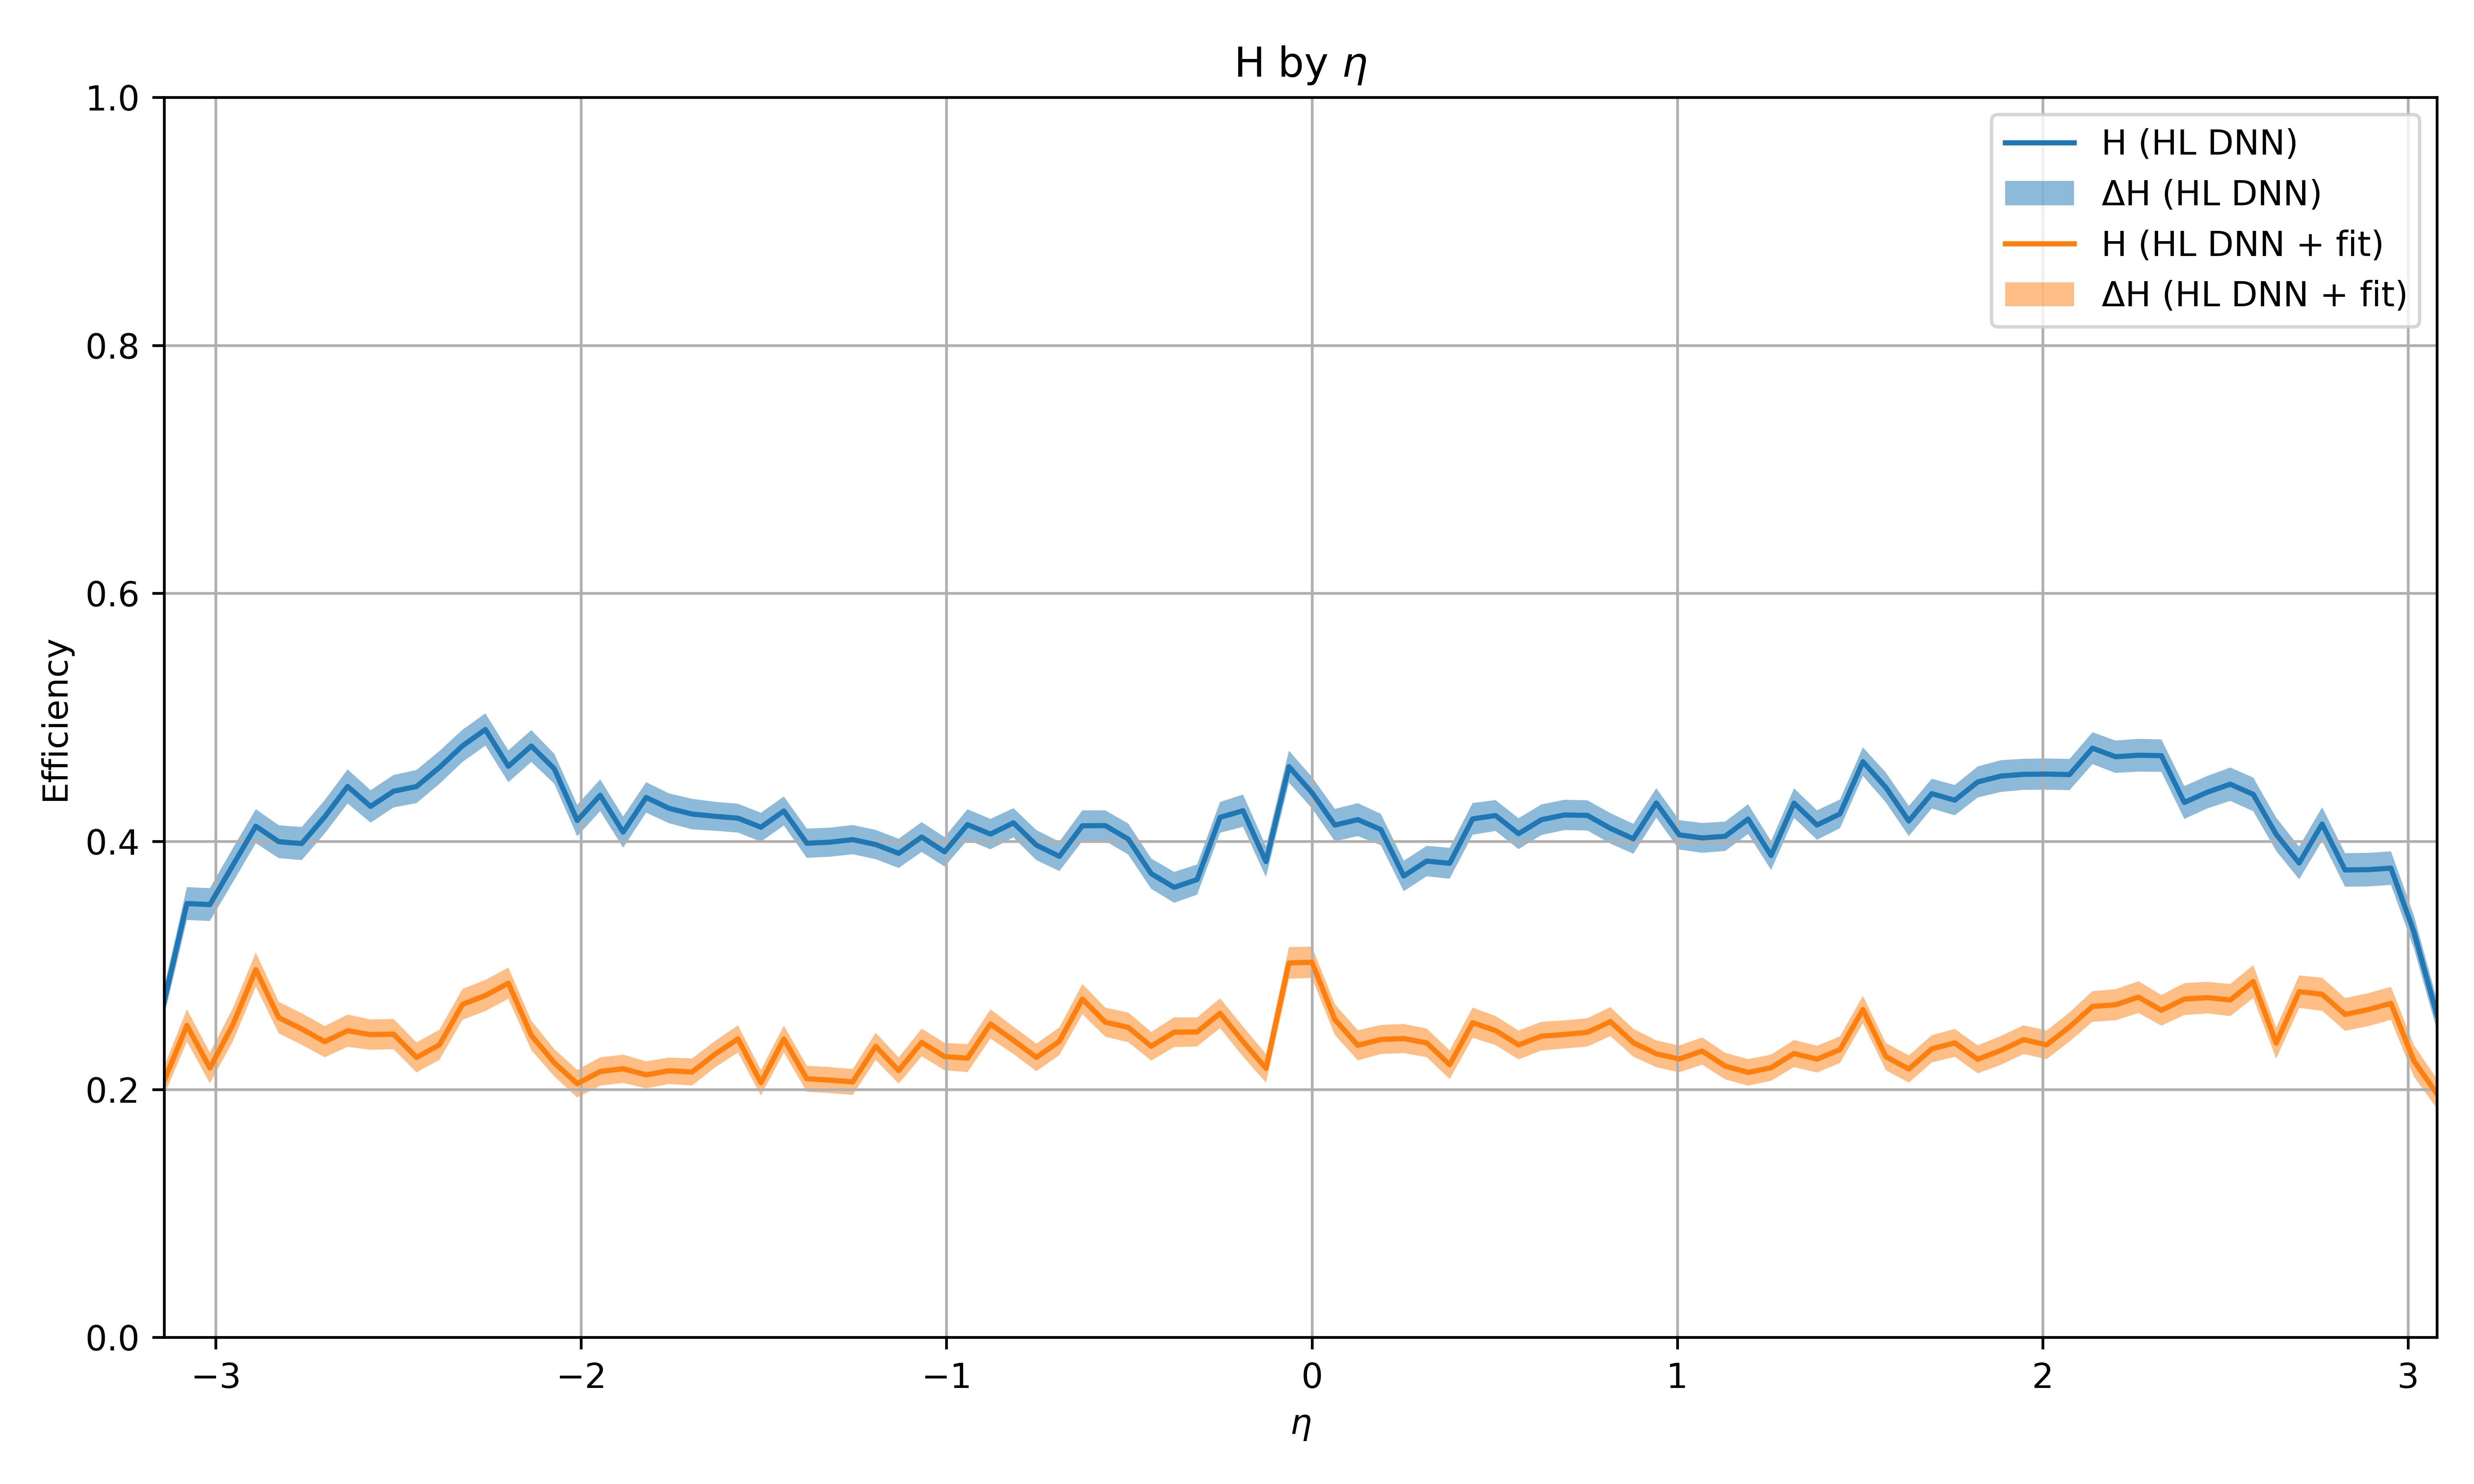 H by η
1.0
0.8
0.6
0.4
0.2
0.0
Efficiency
H (HL DNN)
ΔH (HL DNN)
H (HL DNN + fit)
ΔH (HL DNN + fit)
−3 −2 −1 0 1 2 3
η